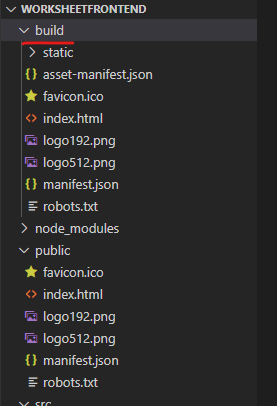 WORKSHEETFRONTEND
build
static
asset-manifest.json
favicon.ico
index.html
logo192.png
logo512.png
manifest.json
robots.txt
node_modules
public
favicon.ico
index.html
logo192.png
logo512.png
manifest.json
robots.txt
src